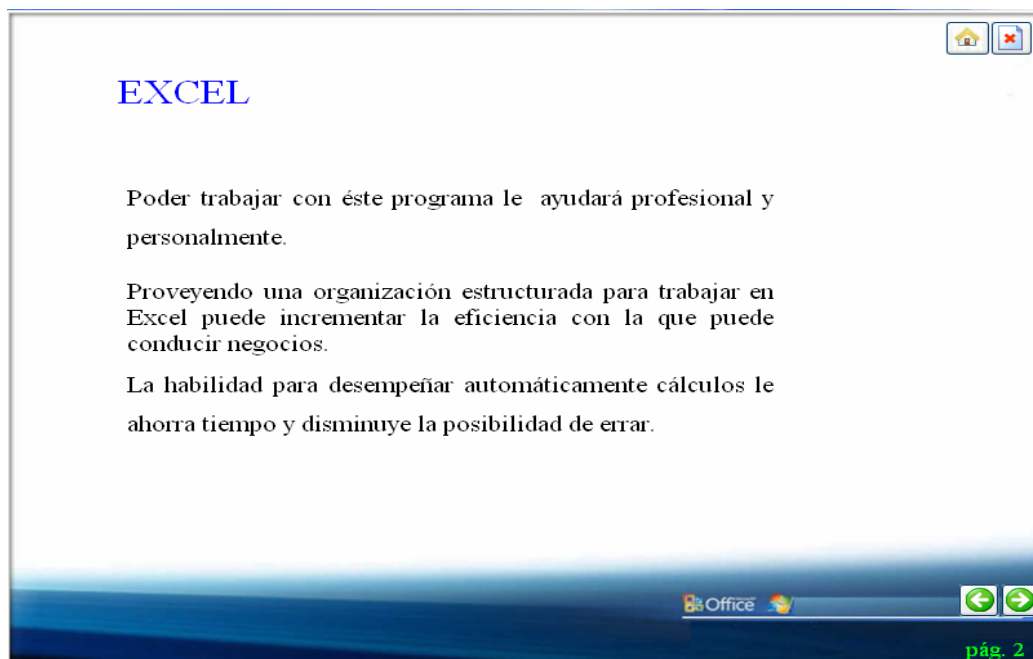 EXCEL
Poder trabajar con éste programa le ayudará profesional y
personalmente.
Proveyendo una organización estructurada para trabajar en
Excel puede incrementar la eficiencia con la que puede
conducir negocios.
La habilidad para desempeñar automáticamente cálculos le
ahorra tiempo y disminuye la posibilidad de errar.
Office
pág. 2